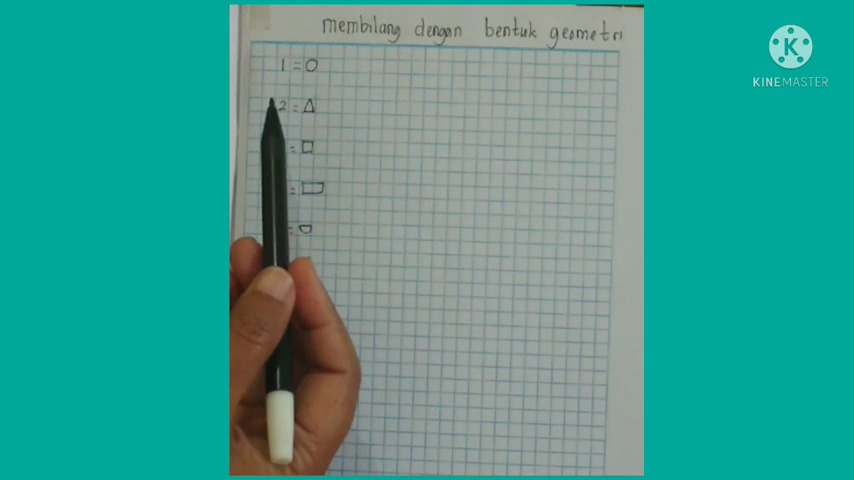 membilang dengan bentuk geometri
1 = O
2 = Δ
= □
= ▭
=
KINEMASTER